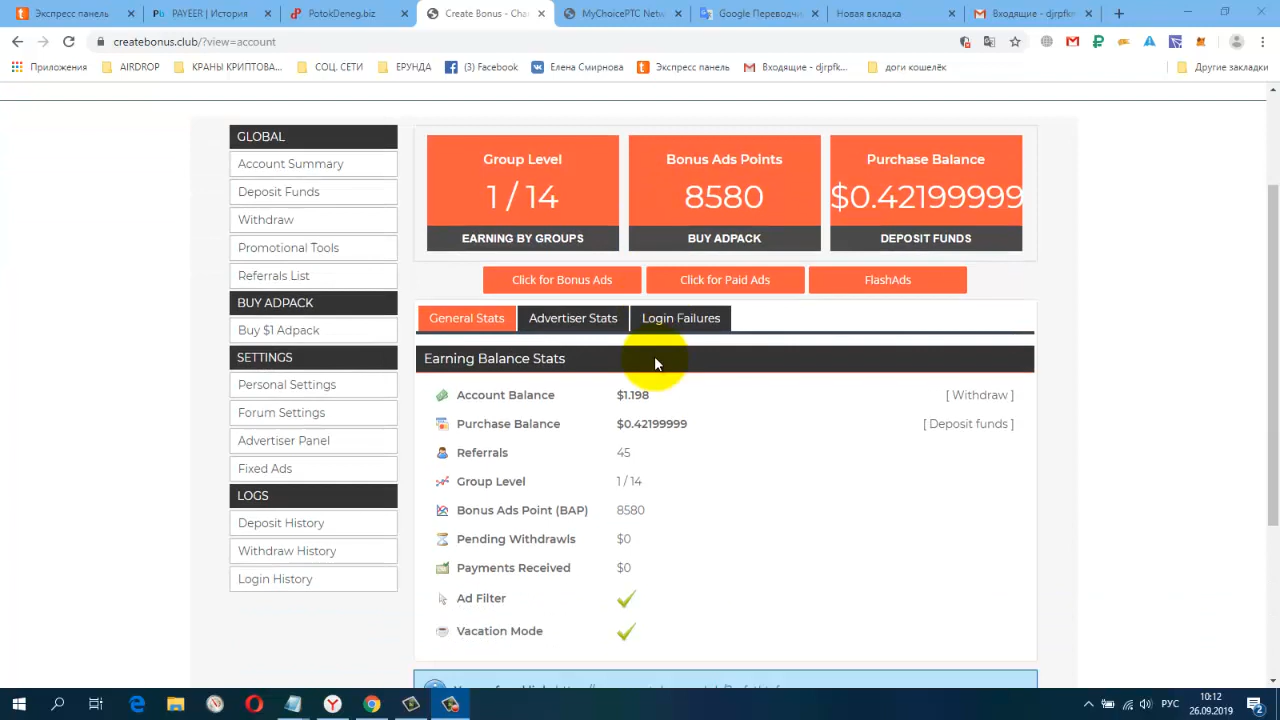 Экспресс панель
PAYEER | История
PotokDeneg.biz
Create Bonus - Cha
MyChoicePTC Netw
Google Переводчи
Новая вкладка
Входящие - djrpfkm
createbonus.club/?view=account
Приложения
AIRDROP
КРАНЫ КРИПТОВА...
СОЦ. СЕТИ
ЕРУНДА
(3) Facebook
Елена Смирнова
Экспресс панель
Входящие - djrpfk...
доги кошелёк
Другие закладки
GLOBAL
Account Summary
Deposit Funds
Withdraw
Promotional Tools
Referrals List
BUY ADPACK
Buy $1 Adpack
SETTINGS
Personal Settings
Forum Settings
Advertiser Panel
Fixed Ads
LOGS
Deposit History
Withdraw History
Login History
Group Level
1 / 14
EARNING BY GROUPS
Bonus Ads Points
8580
BUY ADPACK
Purchase Balance
$0.42199999
DEPOSIT FUNDS
Click for Bonus Ads
Click for Paid Ads
FlashAds
General Stats
Advertiser Stats
Login Failures
Earning Balance Stats
Account Balance $1.198 [ Withdraw ]
Purchase Balance $0.42199999 [ Deposit funds ]
Referrals 45
Group Level 1 / 14
Bonus Ads Point (BAP) 8580
Pending Withdrawls $0
Payments Received $0
Ad Filter
Vacation Mode
РУС
10:12
26.09.2019
2